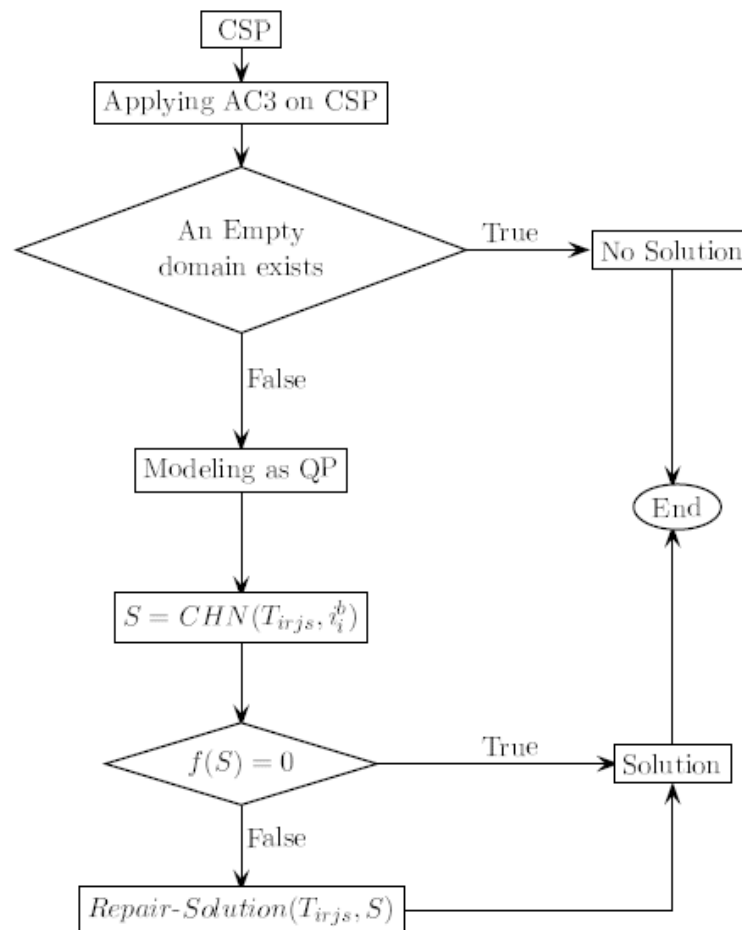 CSP
Applying AC3 on CSP
An Empty
domain exists
True
No Solution
False
Modeling as QP
End
S = CHN(T_{irjs}, i_i^b)
f(S) = 0
True
Solution
False
Repair-Solution(T_{irjs}, S)